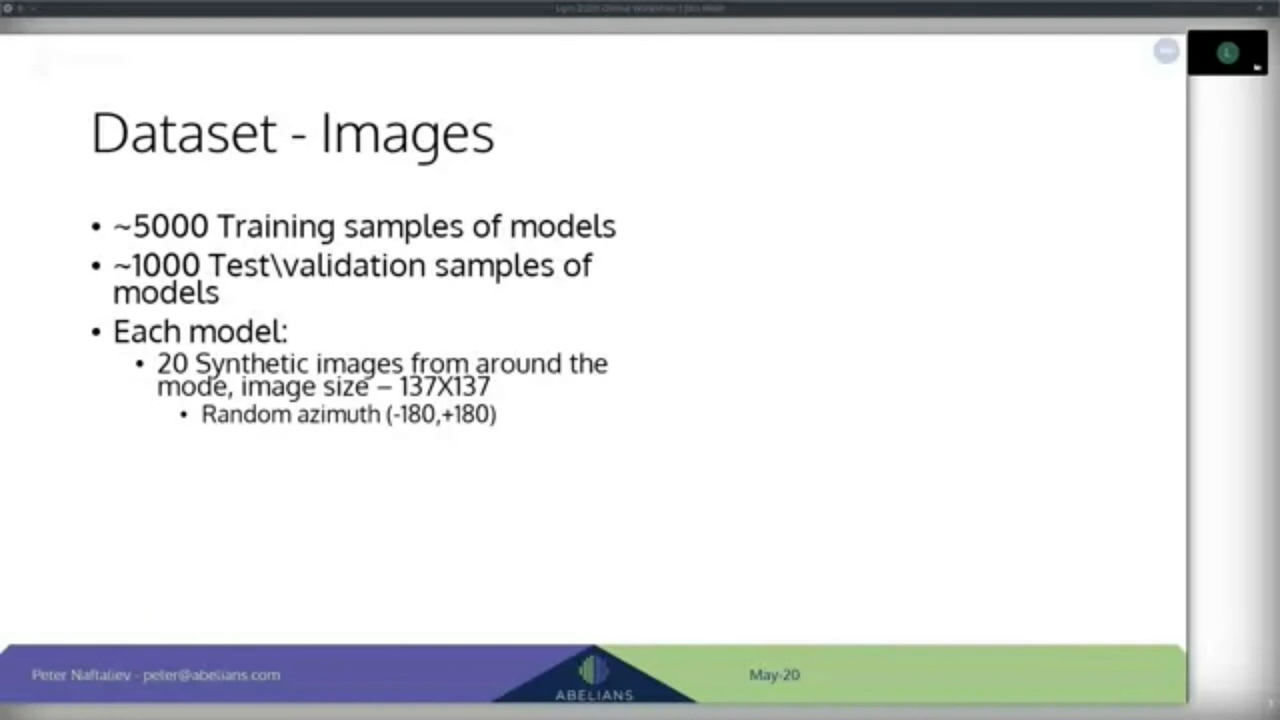 Dataset - Images
• ~5000 Training samples of models
• ~1000 Test\validation samples of
models
• Each model:
• 20 Synthetic images from around the
mode, image size – 137X137
• Random azimuth (-180,+180)
Peter Naftaliev - peter@abelians.com
ABELIANS
May-20
L